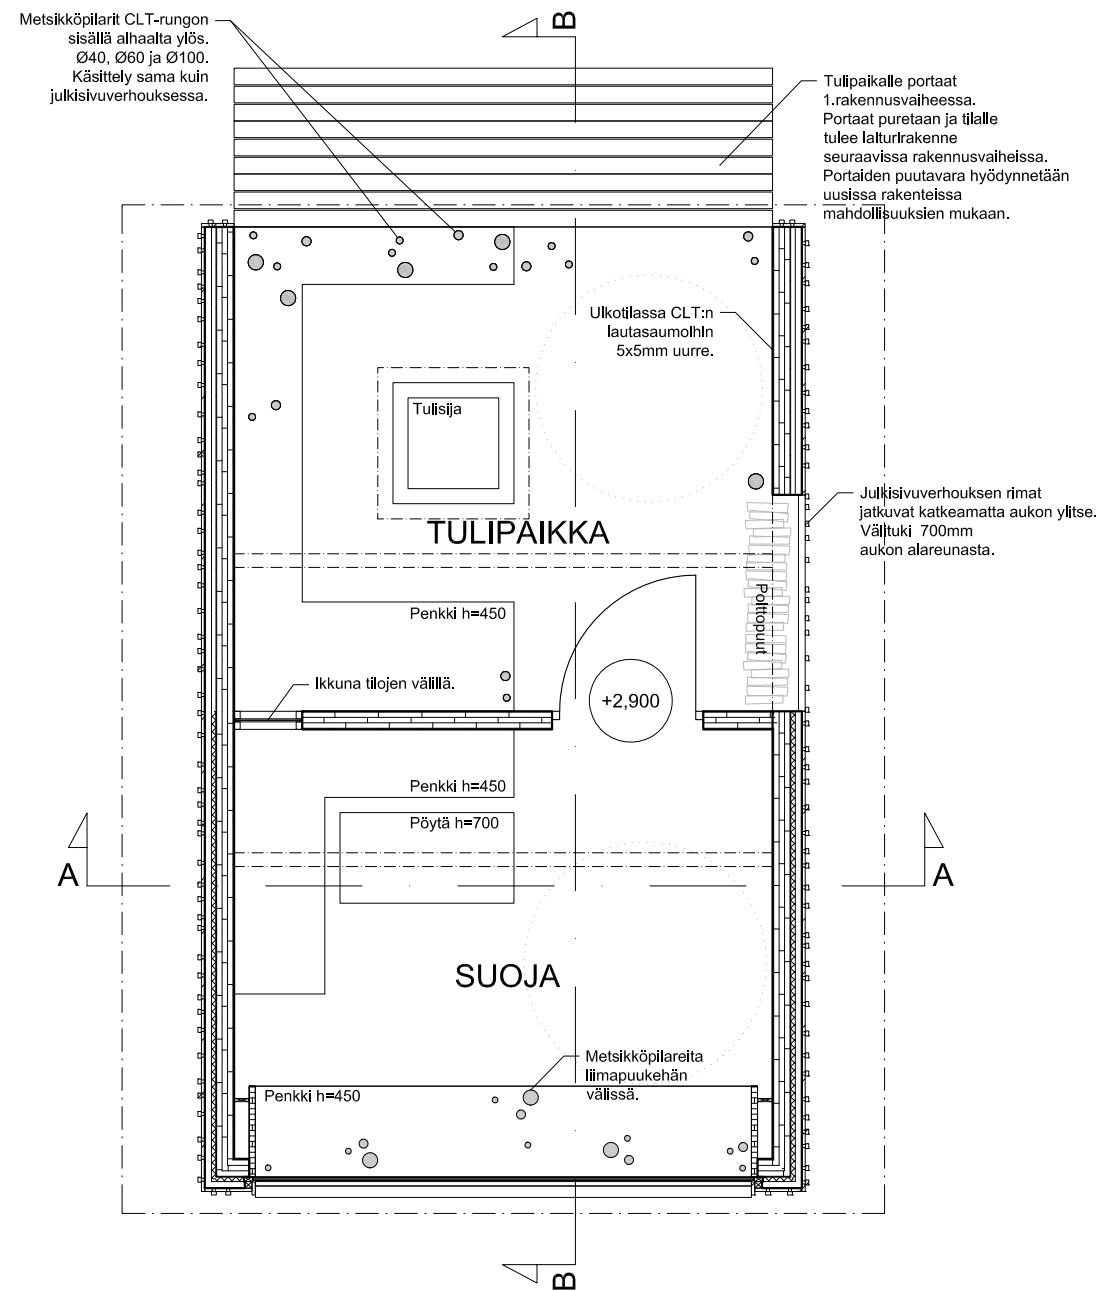 B
Metsikköpilarit CLT-rungon
sisällä alhaalta ylös.
Ø40, Ø60 ja Ø100.
Käsittely sama kuin
julkisivuverhouksessa.
Tulipaikalle portaat
1.rakennusvaiheessa.
Portaat puretaan ja tilalle
tulee laiturirakenne
seuraavissa rakennusvaiheissa.
Portaiden puutavara hyödynnetään
uusissa rakenteissa
mahdollisuuksien mukaan.
Ulkotilassa CLT:n
lautasaumoihin
5x5mm uurre.
Tulisija
Julkisivuverhouksen rimat
jatkuvat katkeamatta aukon ylitse.
Välituki 700mm
aukon alareunasta.
TULIPAIKKA
Polttopuut
Penkki h=450
Ikkuna tilojen välillä.
+2,900
Penkki h=450
Pöytä h=700
A
A
SUOJA
Metsikköpilareita
liimapuukehän
välissä.
Penkki h=450
B